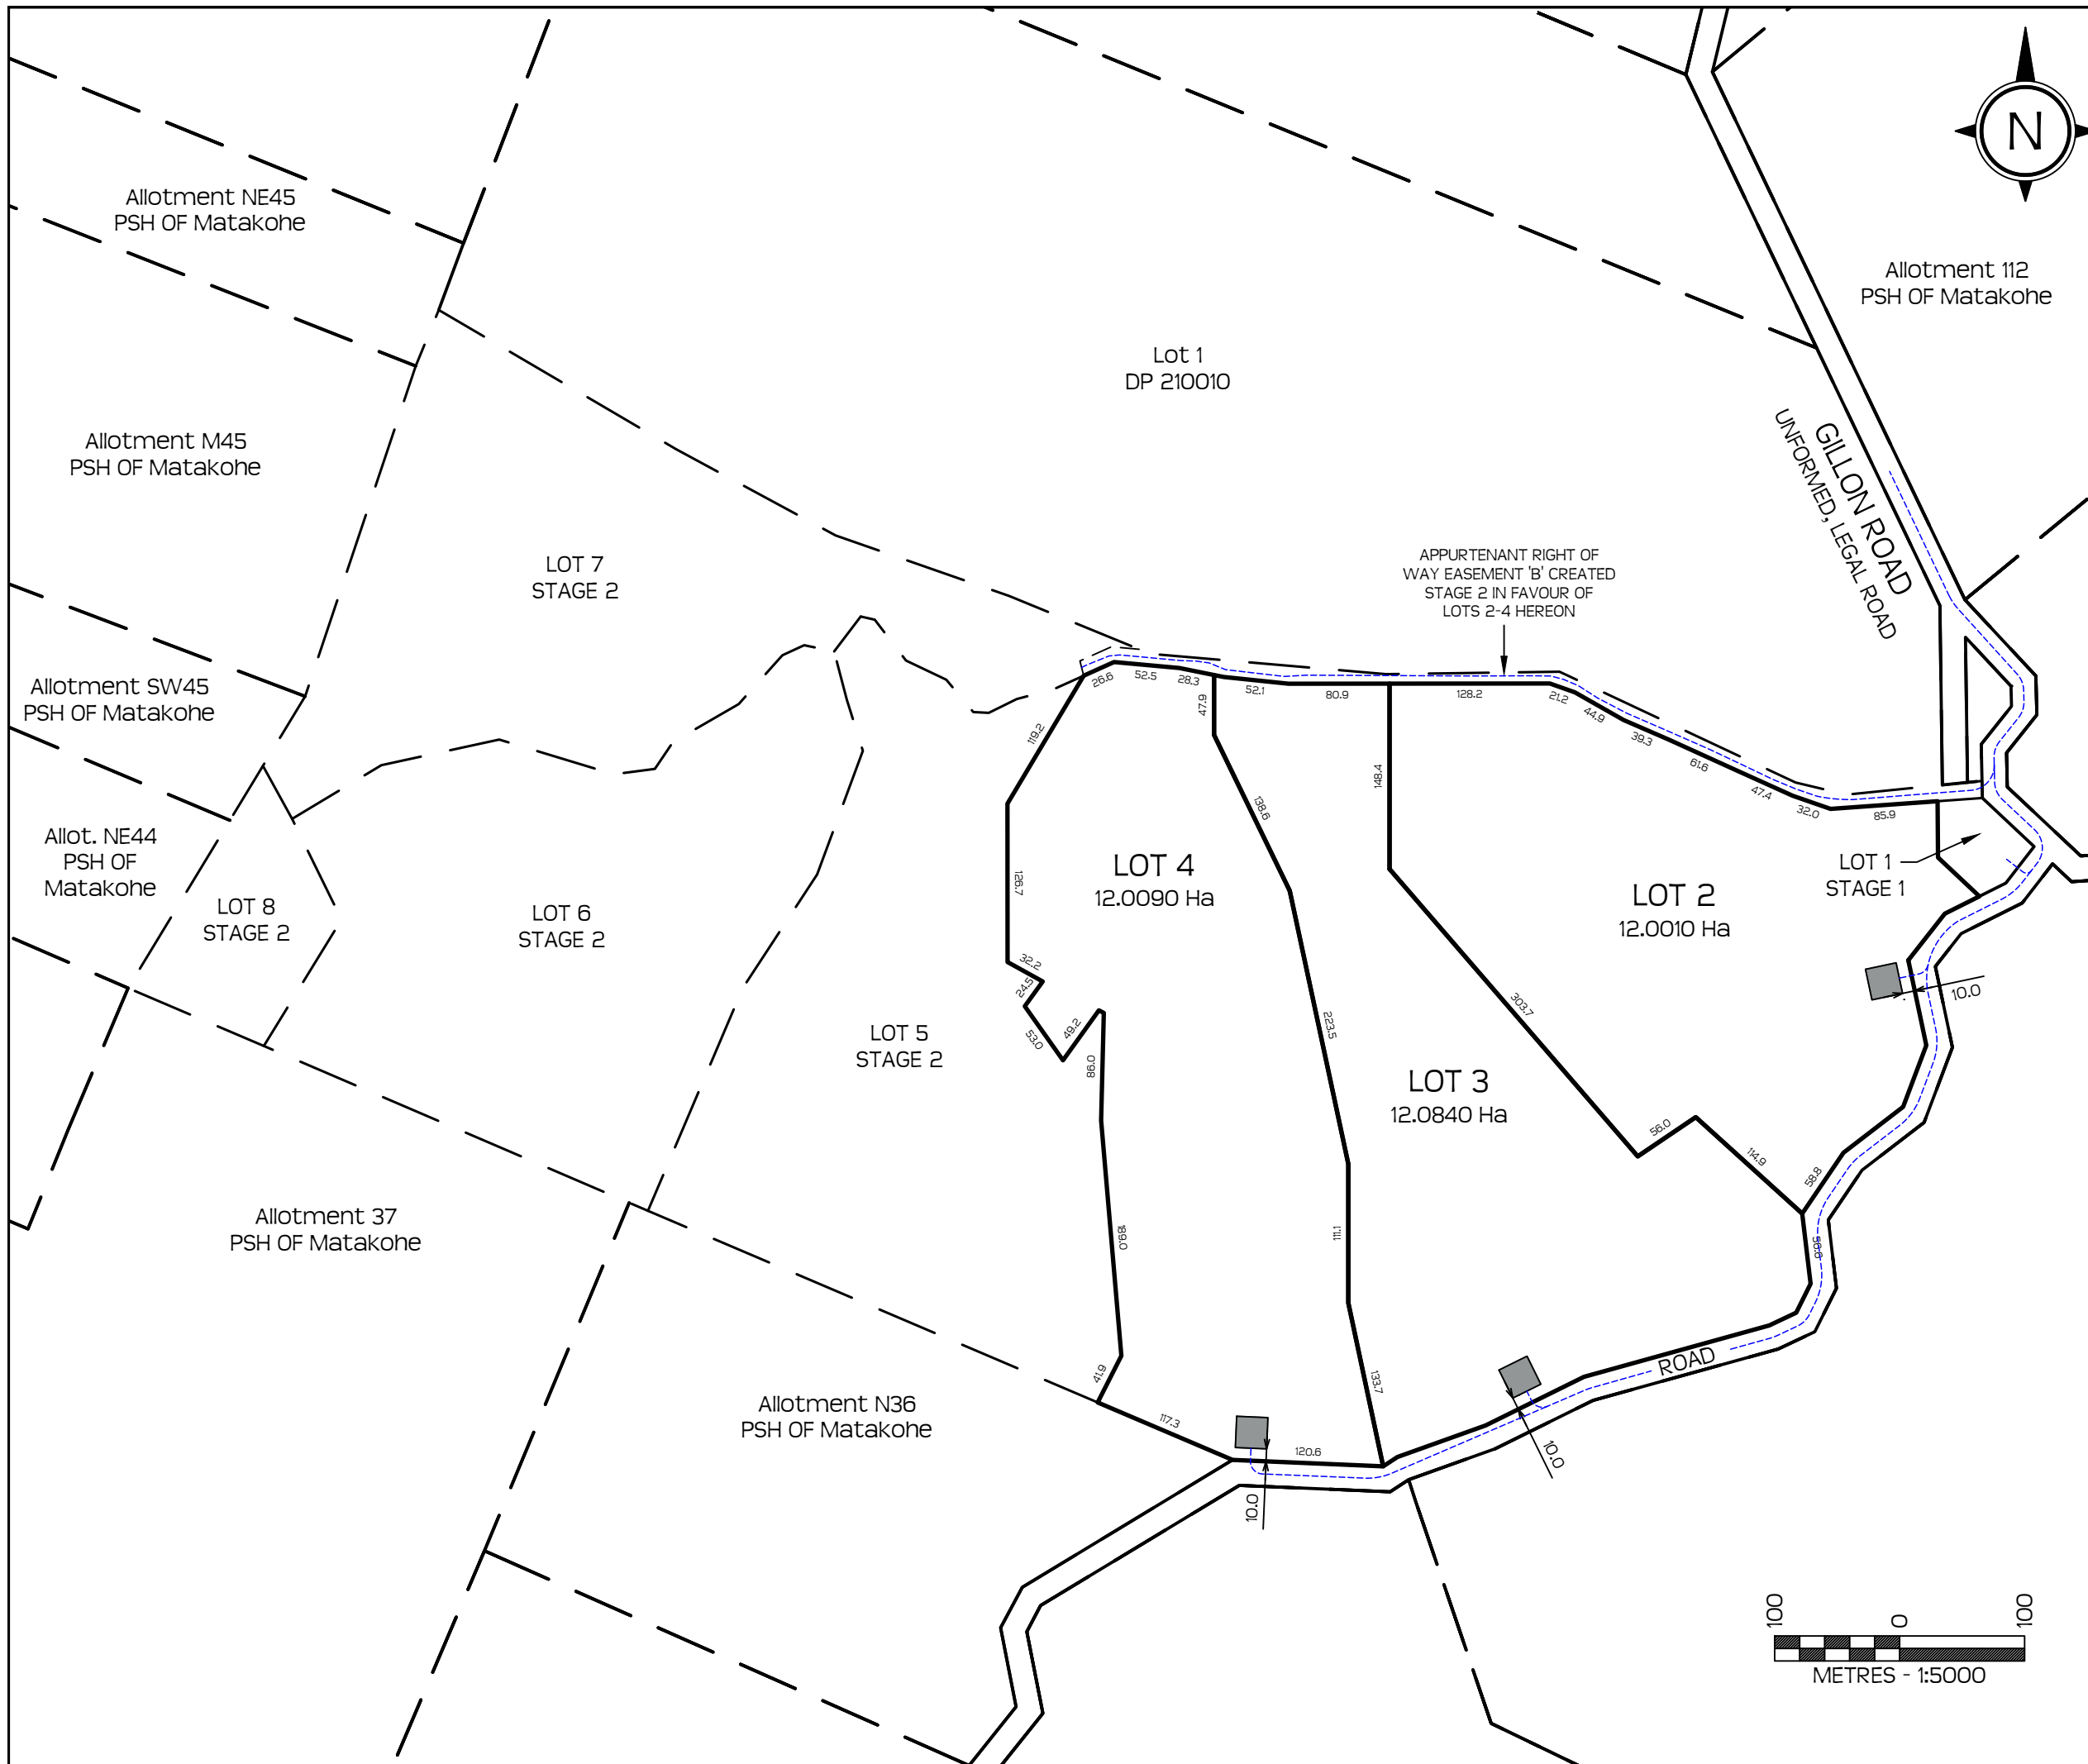 N
Allotment NE45
PSH OF Matakohe
Allotment 112
PSH OF Matakohe
Lot 1
DP 210010
Allotment M45
PSH OF Matakohe
GILLON ROAD
UNFORMED, LEGAL ROAD
LOT 7
STAGE 2
APPURTENANT RIGHT OF
WAY EASEMENT 'B' CREATED
STAGE 2 IN FAVOUR OF
LOTS 2-4 HEREON
Allotment SW45
PSH OF Matakohe
26.6
52.5
28.3
52.1
80.9
128.2
21.2
44.9
39.3
61.6
47.4
32.0
85.9
47.9
119.2
148.4
138.6
Allot. NE44
PSH OF
Matakohe
LOT 8
STAGE 2
LOT 6
STAGE 2
LOT 4
12.0090 Ha
126.7
LOT 2
12.0010 Ha
LOT 1
STAGE 1
32.2
24.5
53.0
49.2
86.0
LOT 5
STAGE 2
223.5
303.7
10.0
LOT 3
12.0840 Ha
56.0
114.9
58.8
56.6
189.0
111.1
Allotment 37
PSH OF Matakohe
41.9
117.3
133.7
120.6
ROAD
10.0
10.0
Allotment N36
PSH OF Matakohe
100
0
100
METRES - 1:5000